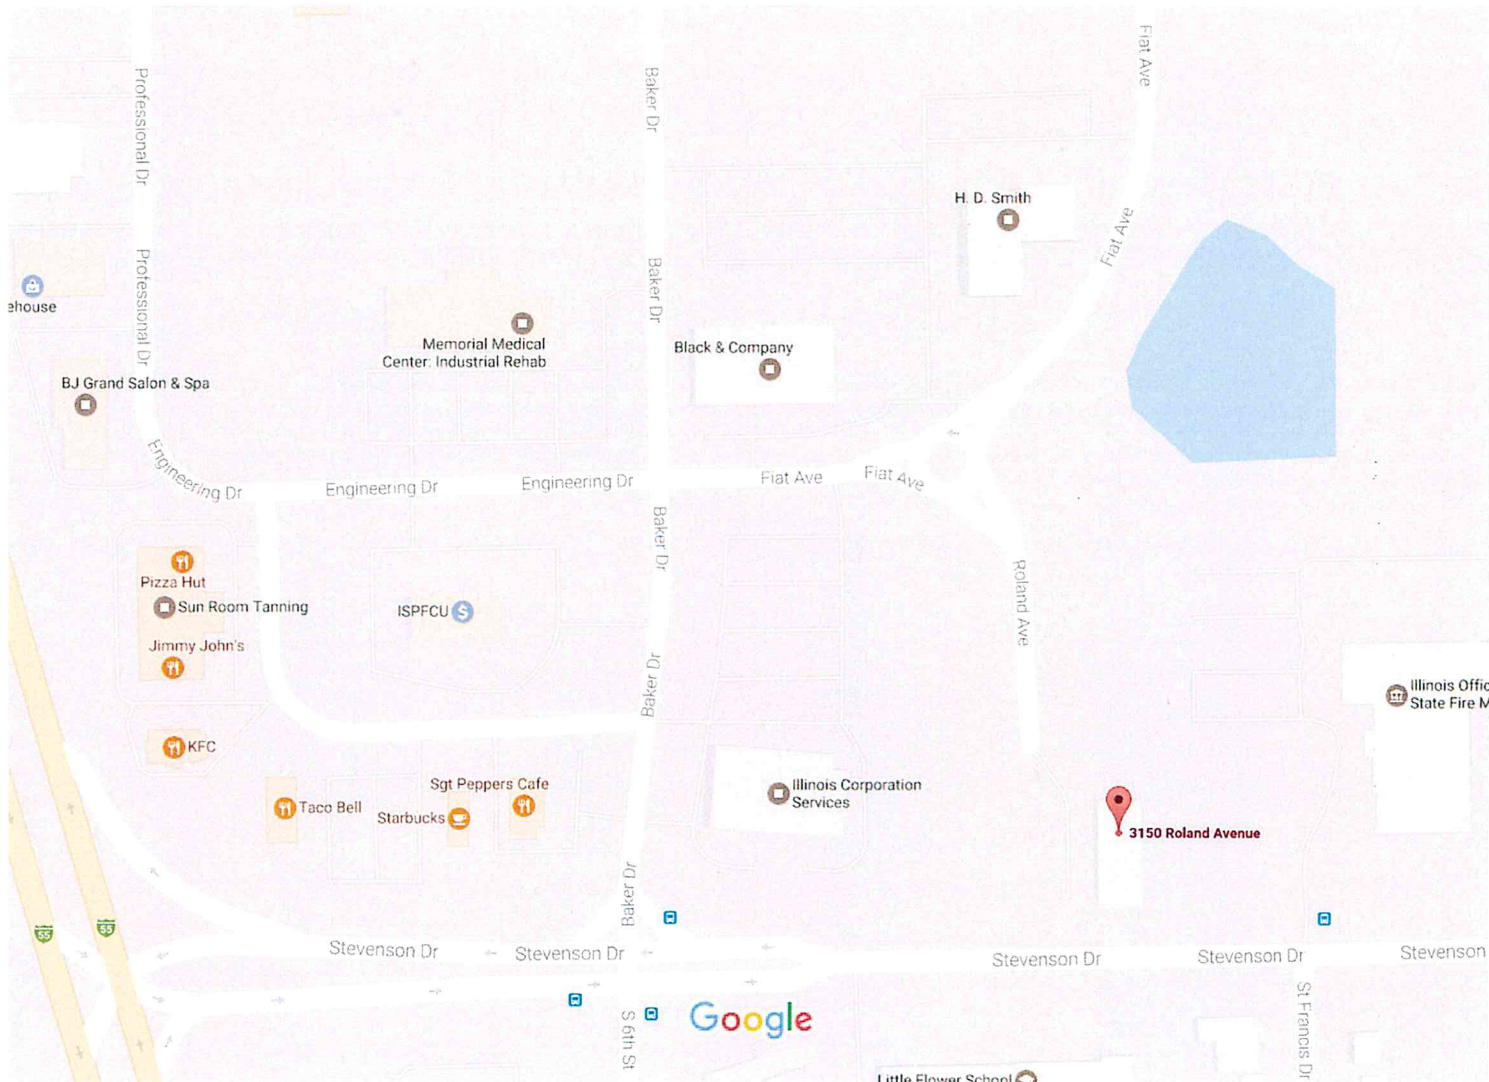 Fiat Ave
Professional Dr
Baker Dr
H. D. Smith
Fiat Ave
Professional Dr
Baker Dr
ehouse
Memorial Medical
Center: Industrial Rehab
Black & Company
BJ Grand Salon & Spa
Engineering Dr
Engineering Dr
Engineering Dr
Fiat Ave
Fiat Ave
Baker Dr
Pizza Hut
Sun Room Tanning
ISPFCU
$
Roland Ave
Jimmy John's
Baker Dr
Illinois Offic
State Fire M
KFC
Sgt Peppers Cafe
Illinois Corporation
Services
Taco Bell
Starbucks
3150 Roland Avenue
Baker Dr
55
55
Stevenson Dr
Stevenson Dr
Stevenson Dr
Stevenson Dr
Stevenson
S 6th St
Google
St Francis Dr
Little Flower School